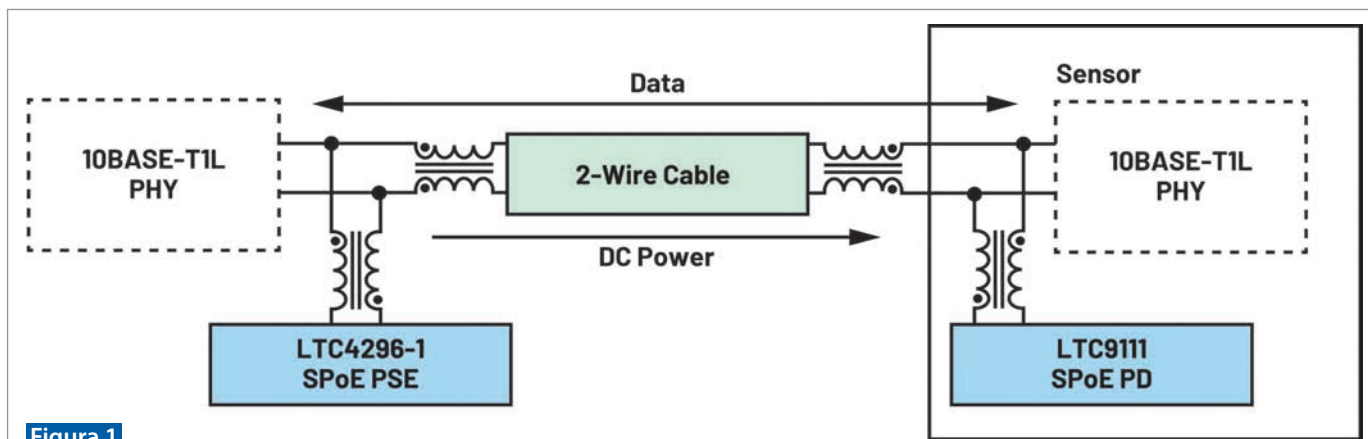 Data
Sensor
10BASE-T1L
PHY
2-Wire Cable
10BASE-T1L
PHY
DC Power
LTC4296-1
SPoE PSE
LTC9111
SPoE PD
Figura 1